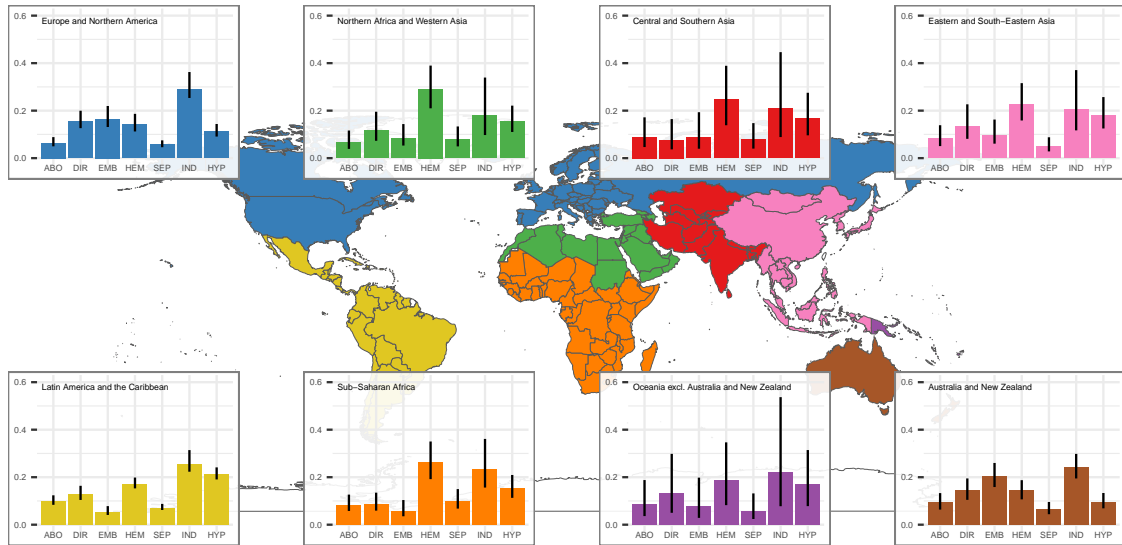 Europe and Northern America
0.6
0.4
0.2
0.0
ABO DIR EMB HEM SEP IND HYP
Northern Africa and Western Asia
0.6
0.4
0.2
0.0
ABO DIR EMB HEM SEP IND HYP
Central and Southern Asia
0.6
0.4
0.2
0.0
ABO DIR EMB HEM SEP IND HYP
Eastern and South−Eastern Asia
0.6
0.4
0.2
0.0
ABO DIR EMB HEM SEP IND HYP
Latin America and the Caribbean
0.6
0.4
0.2
0.0
ABO DIR EMB HEM SEP IND HYP
Sub−Saharan Africa
0.6
0.4
0.2
0.0
ABO DIR EMB HEM SEP IND HYP
Oceania excl. Australia and New Zealand
0.6
0.4
0.2
0.0
ABO DIR EMB HEM SEP IND HYP
Australia and New Zealand
0.6
0.4
0.2
0.0
ABO DIR EMB HEM SEP IND HYP